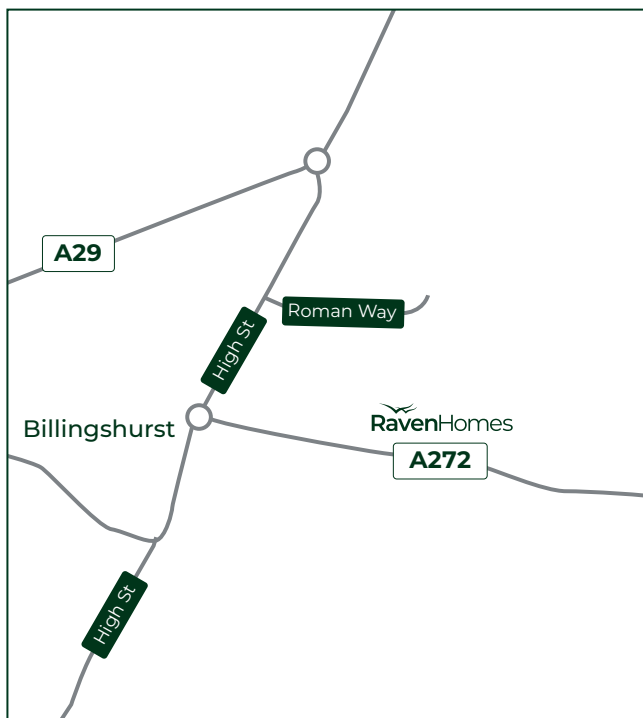 A29
Roman Way
High St
Billingshurst
RavenHomes
A272
High St